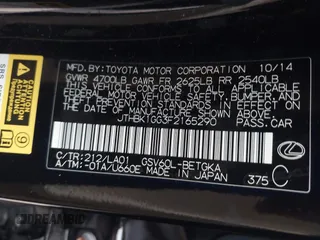 MFD. BY: TOYOTA MOTOR CORPORATION 10/14
GVWR 4700LB GAWR FR 2625LB RR 2540LB
THIS VEHICLE CONFORMS TO ALL APPLICABLE
FEDERAL MOTOR VEHICLE SAFETY, BUMPER, AND
THEFT PREVENTION STANDARDS IN EFFECT ON
THE DATE OF MANUFACTURE SHOWN ABOVE.
JTHBK1GG3F2165290 PASS. CAR
C/TR: 212/LA01 GSV60L-BETGKA
A/TM: -01A/U660E MADE IN JAPAN 375 C
AUTOBIDMASTER